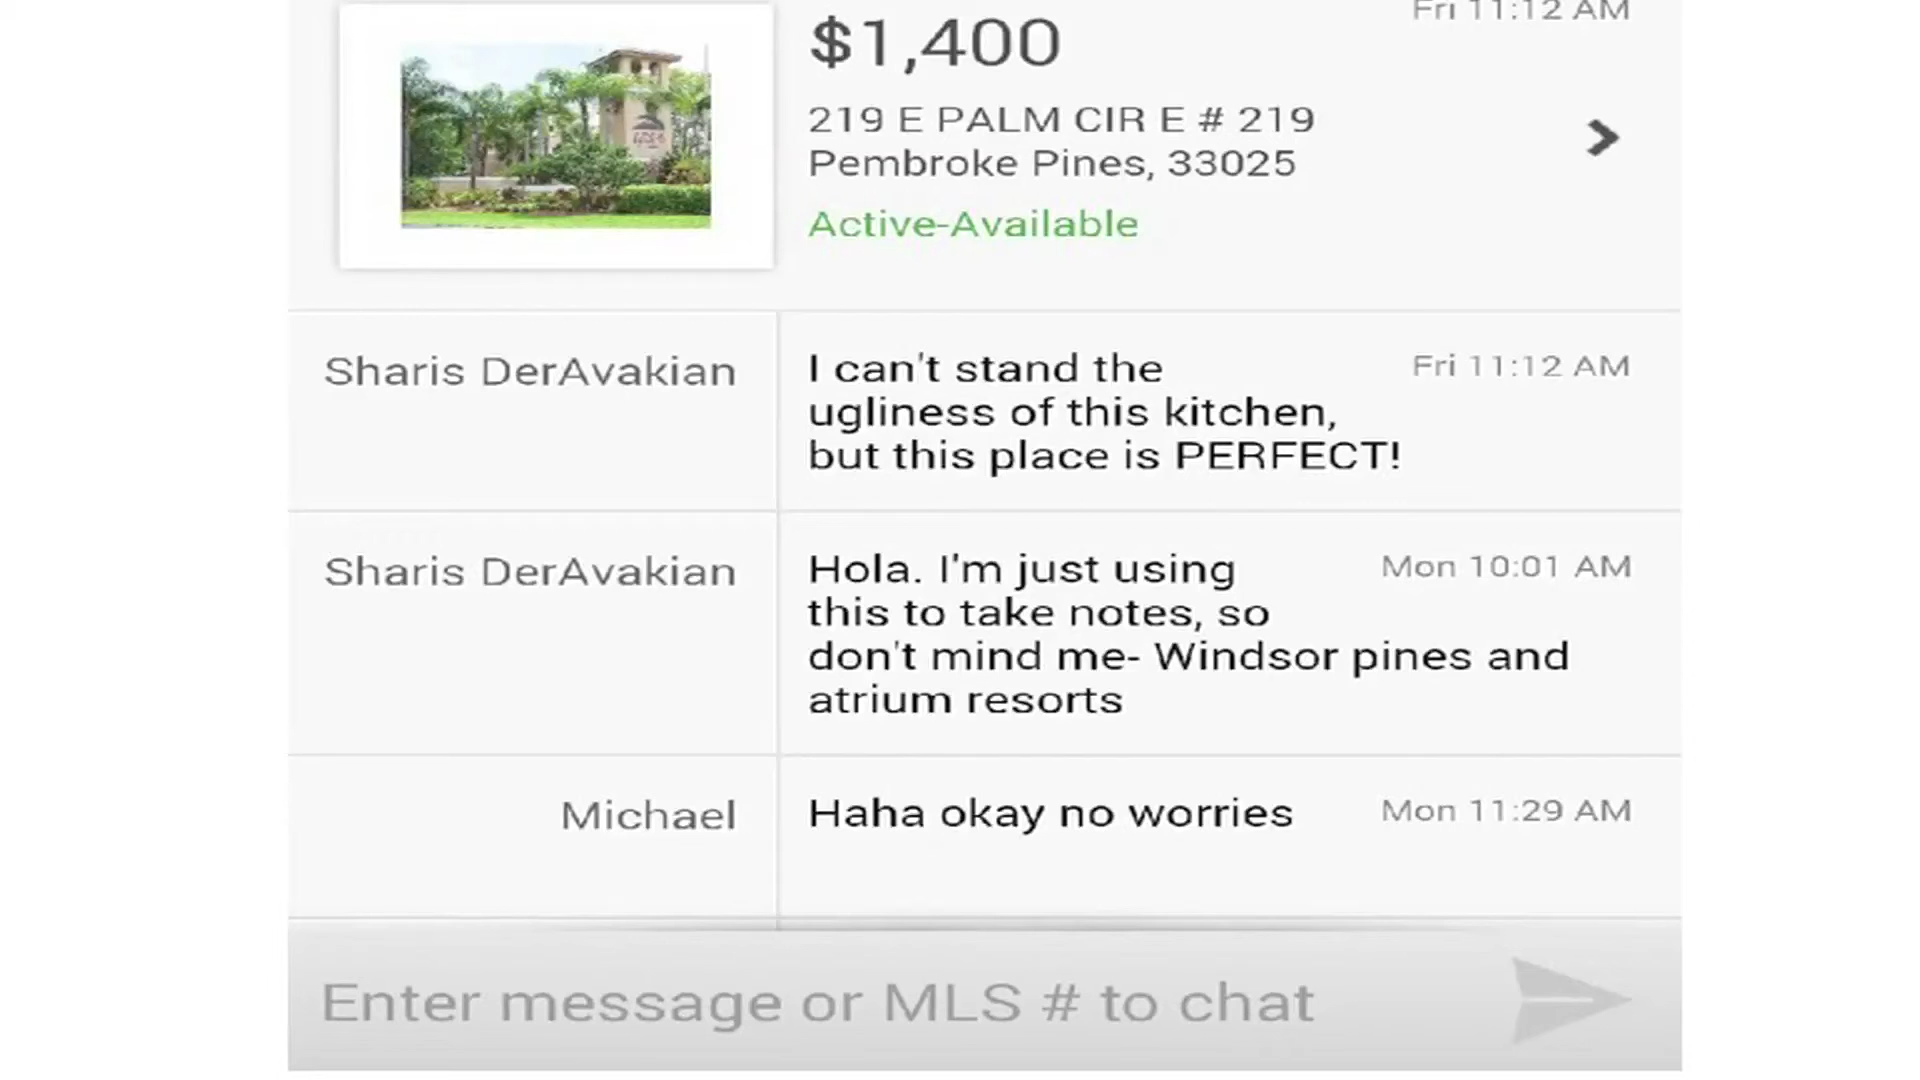 Fri 11:12 AM
$1,400
219 E PALM CIR E # 219
Pembroke Pines, 33025
Active-Available
Sharis DerAvakian
I can't stand the
ugliness of this kitchen,
but this place is PERFECT!
Fri 11:12 AM
Sharis DerAvakian
Hola. I'm just using
this to take notes, so
don't mind me- Windsor pines and
atrium resorts
Mon 10:01 AM
Michael
Haha okay no worries
Mon 11:29 AM
Enter message or MLS # to chat